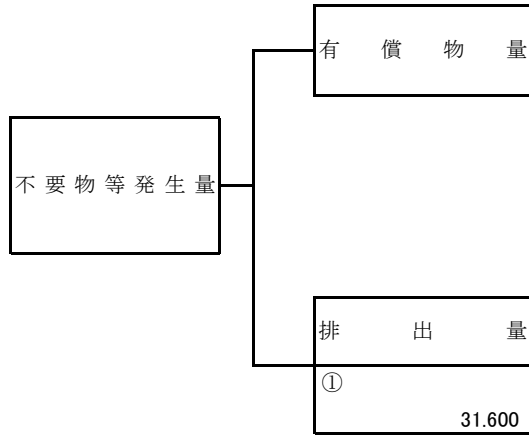 有償物量
不要物等発生量
排出量
①
31.600